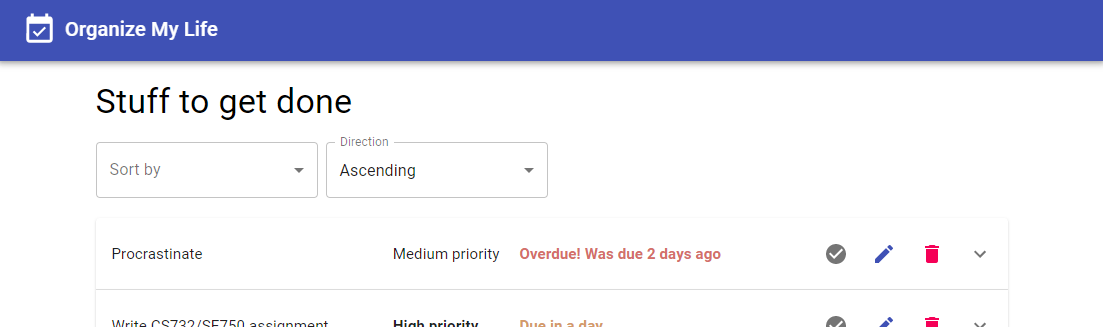 Organize My Life
Stuff to get done
Sort by
Direction
Ascending
Procrastinate Medium priority Overdue! Was due 2 days ago
Write CS732/SE750 assignment High priority Due in a day